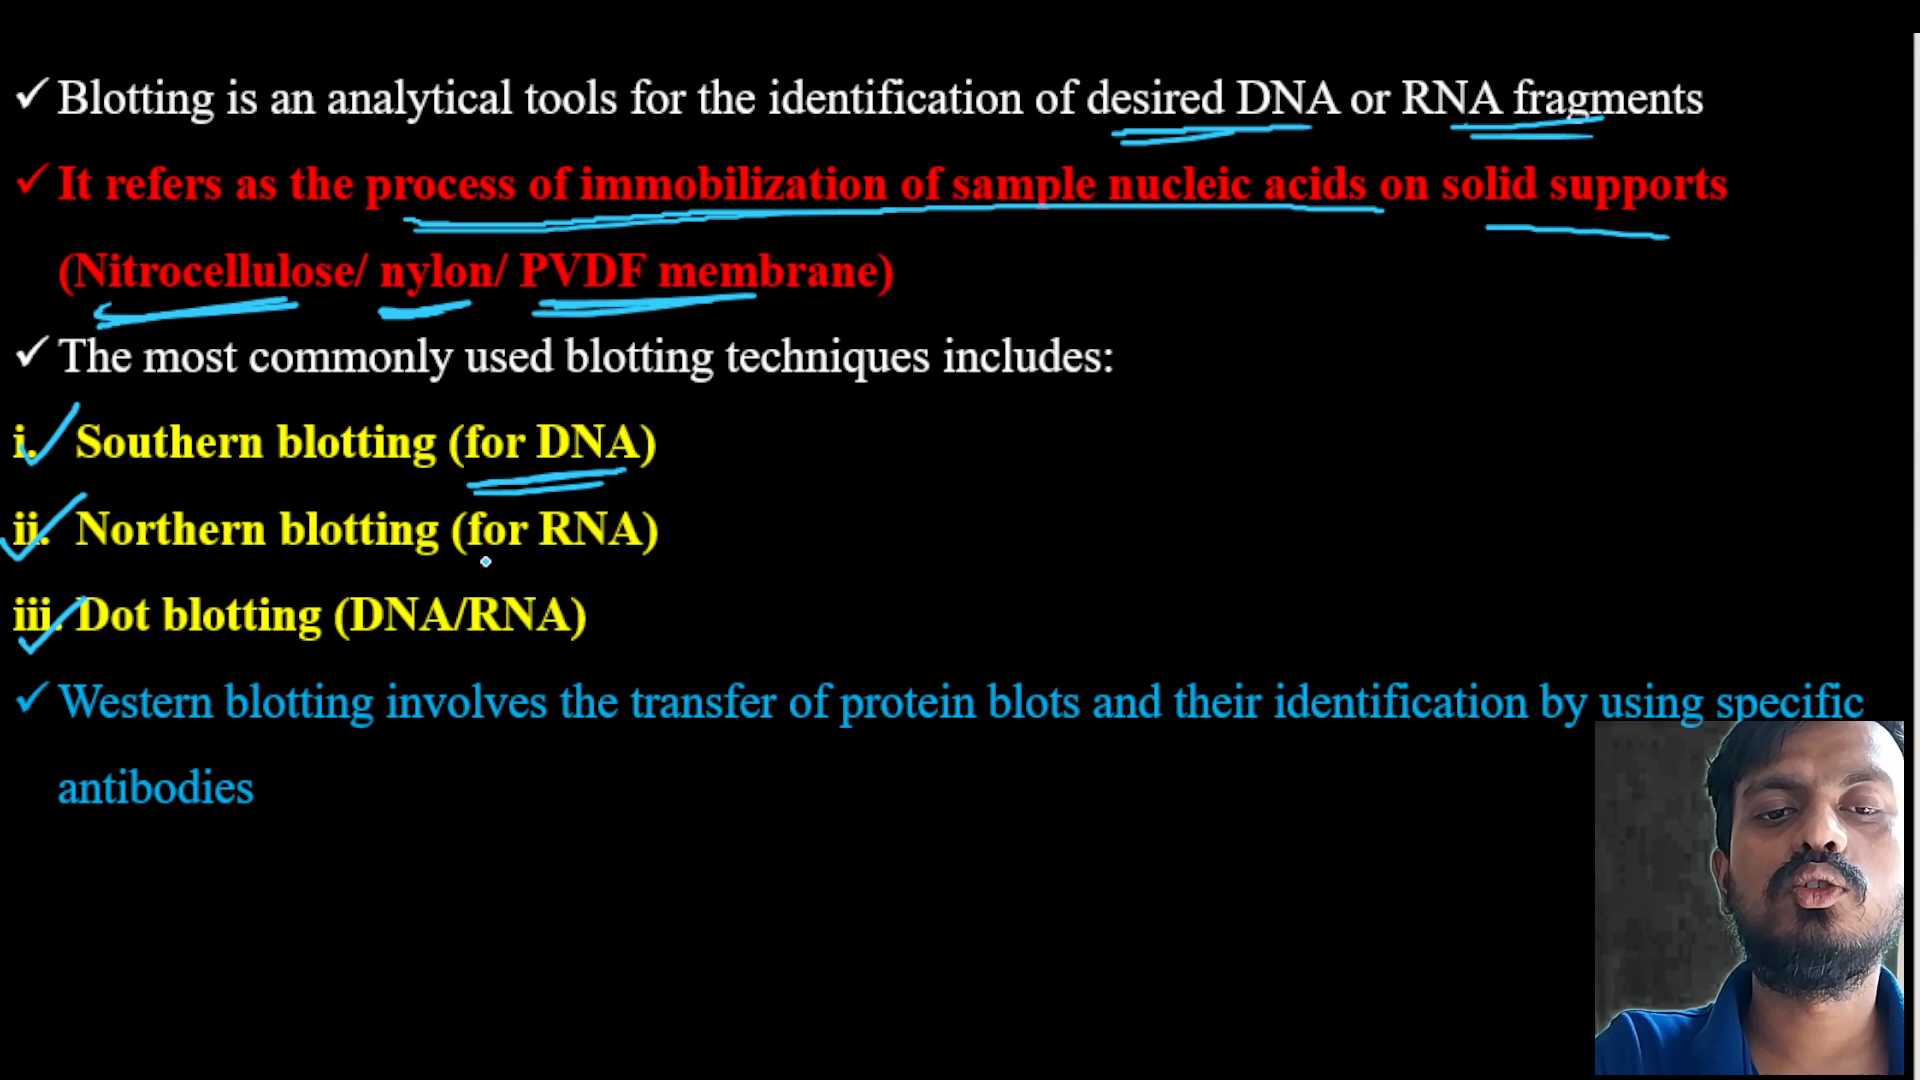 ✓ Blotting is an analytical tools for the identification of desired DNA or RNA fragments
✓ It refers as the process of immobilization of sample nucleic acids on solid supports
(Nitrocellulose/ nylon/ PVDF membrane)
✓ The most commonly used blotting techniques includes:
i. Southern blotting (for DNA)
ii. Northern blotting (for RNA)
iii. Dot blotting (DNA/RNA)
✓ Western blotting involves the transfer of protein blots and their identification by using specific
antibodies